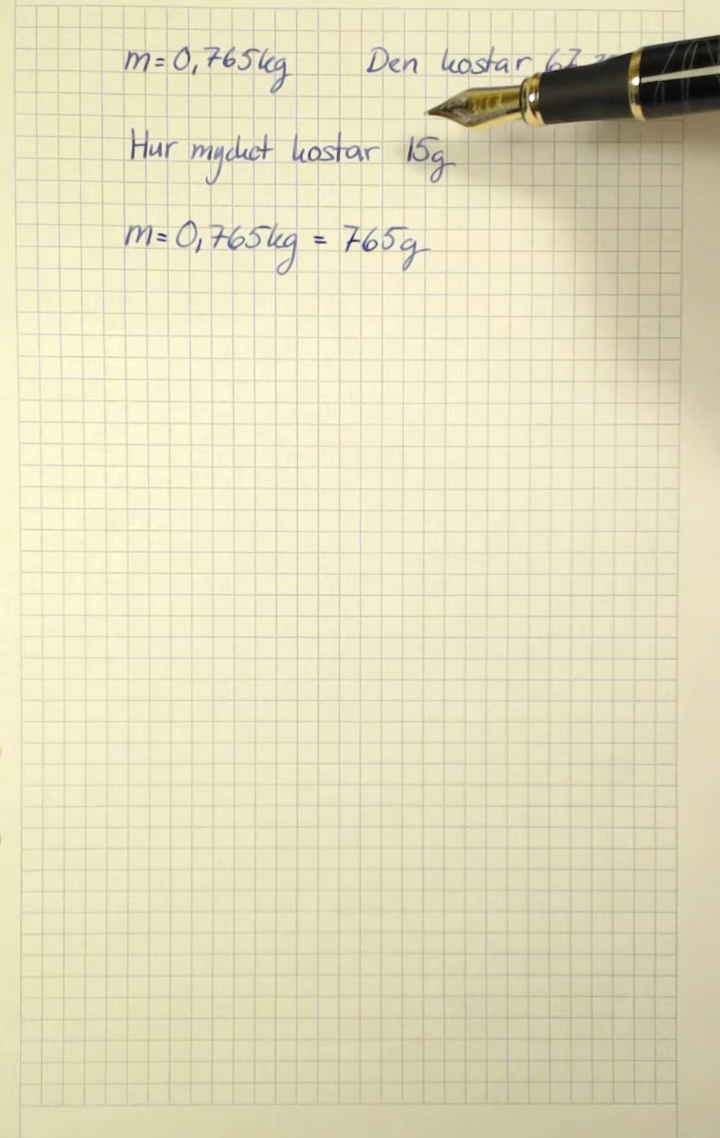 m=0,765kg Den kostar
Hur mycket kostar 15g
m=0,765kg = 765g